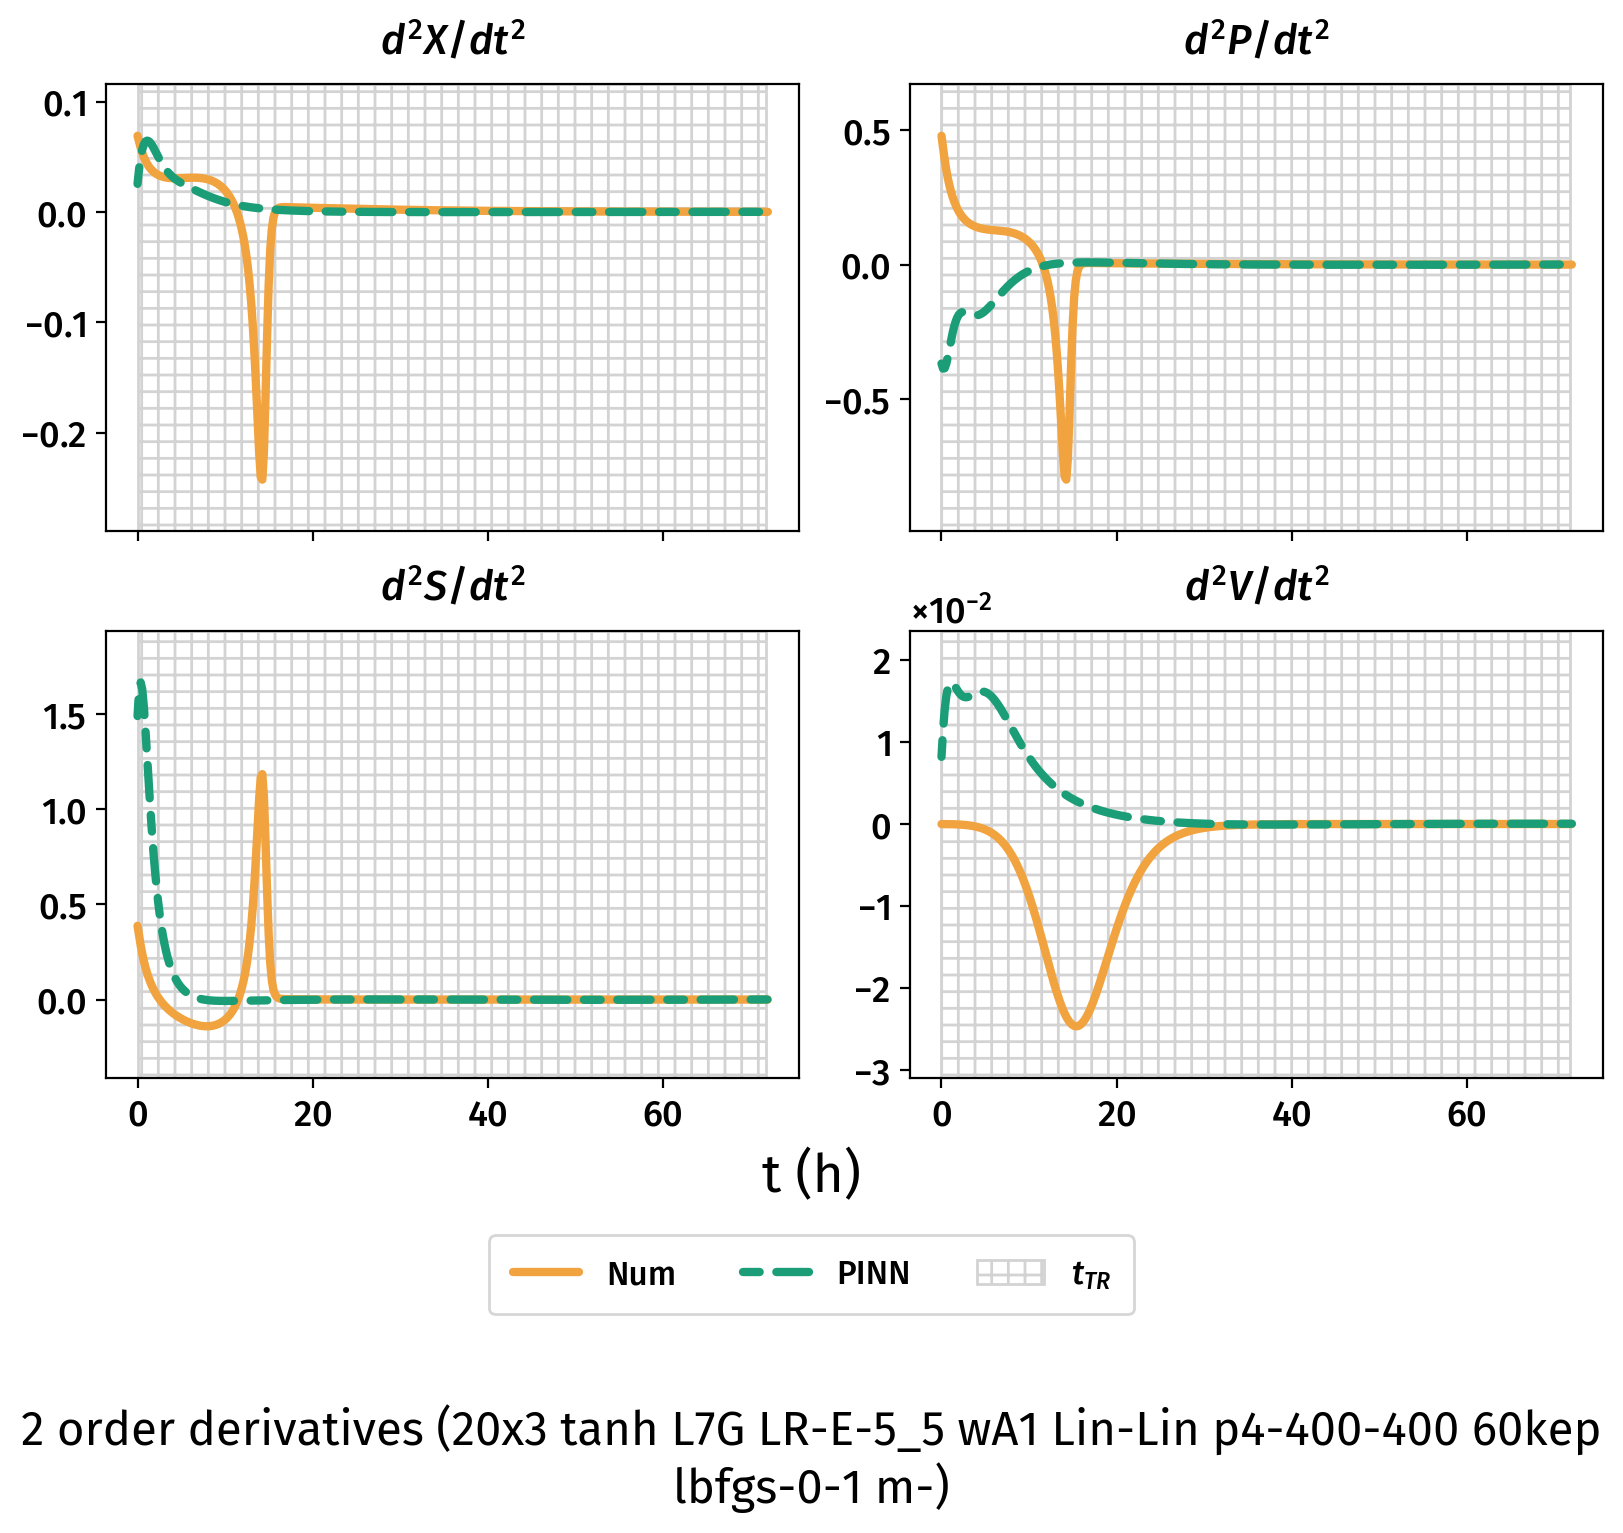 d²X/dt²
d²P/dt²
0.1
0.0
−0.1
−0.2
0.5
0.0
−0.5
d²S/dt²
d²V/dt²
×10⁻²
1.5
1.0
0.5
0.0
2
1
0
−1
−2
−3
0 20 40 60
0 20 40 60
t (h)
Num PINN t_TR
2 order derivatives (20x3 tanh L7G LR-E-5_5 wA1 Lin-Lin p4-400-400 60kep
lbfgs-0-1 m-)